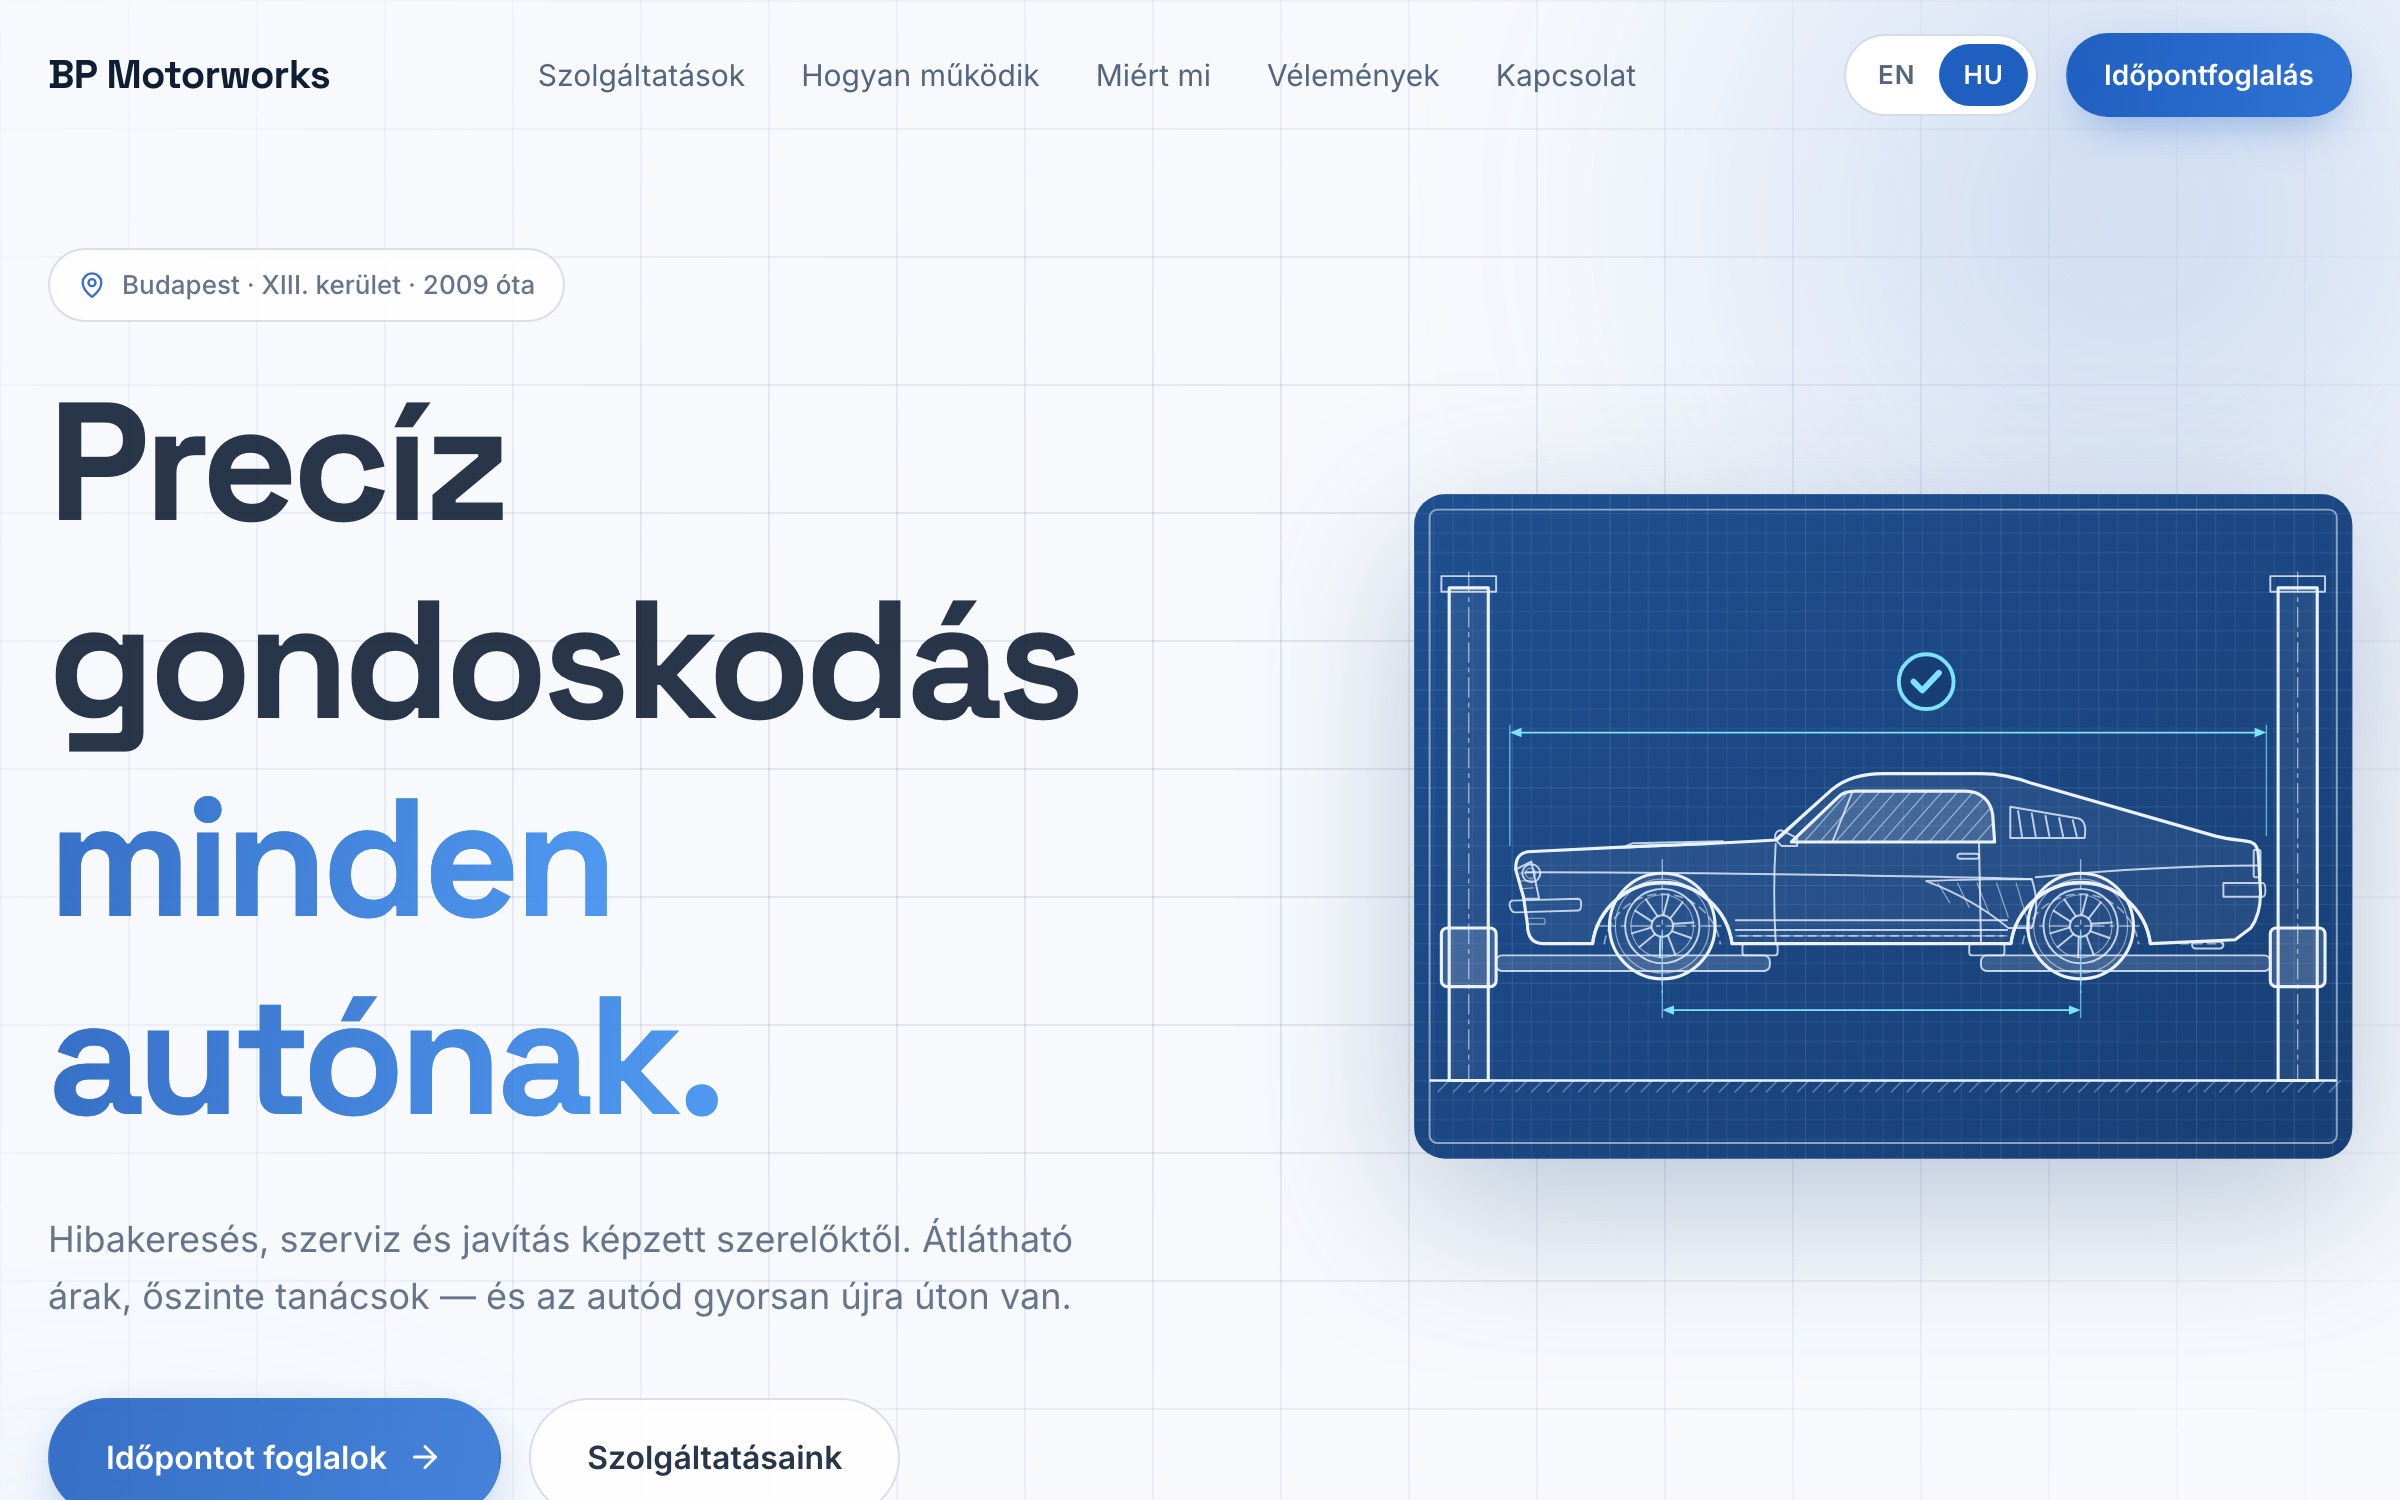 BP Motorworks
Szolgáltatások
Hogyan működik
Miért mi
Vélemények
Kapcsolat
EN
HU
Időpontfoglalás
Budapest · XIII. kerület · 2009 óta
Precíz
gondoskodás
minden
autónak.
Hibakeresés, szerviz és javítás képzett szerelőktől. Átlátható
árak, őszinte tanácsok — és az autód gyorsan újra úton van.
Időpontot foglalok
Szolgáltatásaink